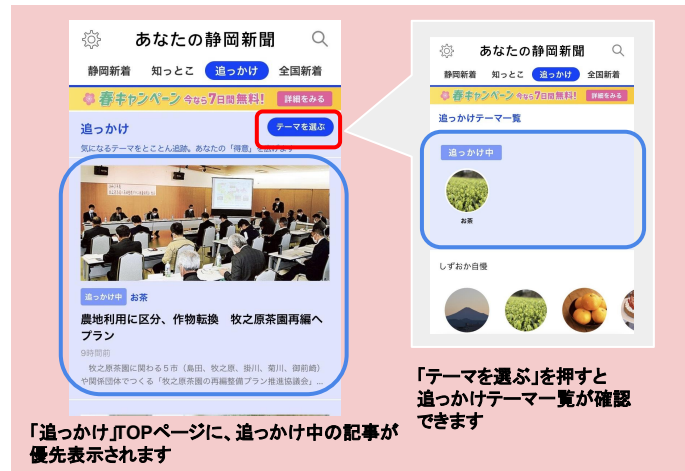 あなたの静岡新聞
静岡新着 知っとこ 追っかけ 全国新着
春キャンペーン 今なら7日間無料! 詳細をみる
追っかけ
テーマを選ぶ
気になるテーマをとことん追跡。あなたの「得意」を
追っかけ中 お茶
農地利用に区分、作物転換 牧之原茶園再編へ
プラン
9時間前
牧之原茶園に関わる5市（島田、牧之原、掛川、菊川、御前崎）
や関係団体でつくる「牧之原茶園の再編整備プラン推進協議会」...
「追っかけ」TOPページに、追っかけ中の記事が
優先表示されます
あなたの静岡新聞
静岡新着 知っとこ 追っかけ 全国新着
春キャンペーン 今なら7日間無料! 詳細をみる
追っかけテーマ一覧
追っかけ中
お茶
しずおか自慢
「テーマを選ぶ」を押すと
追っかけテーマ一覧が確認
できます